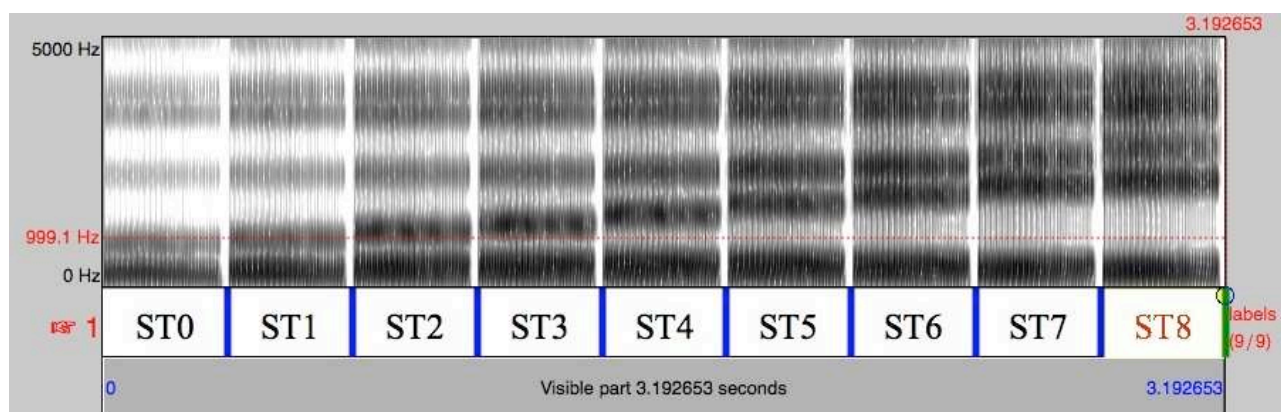 3.192653
5000 Hz
999.1 Hz
0 Hz
☞ 1 ST0 ST1 ST2 ST3 ST4 ST5 ST6 ST7 ST8 labels
(9/9)
0 Visible part 3.192653 seconds 3.192653